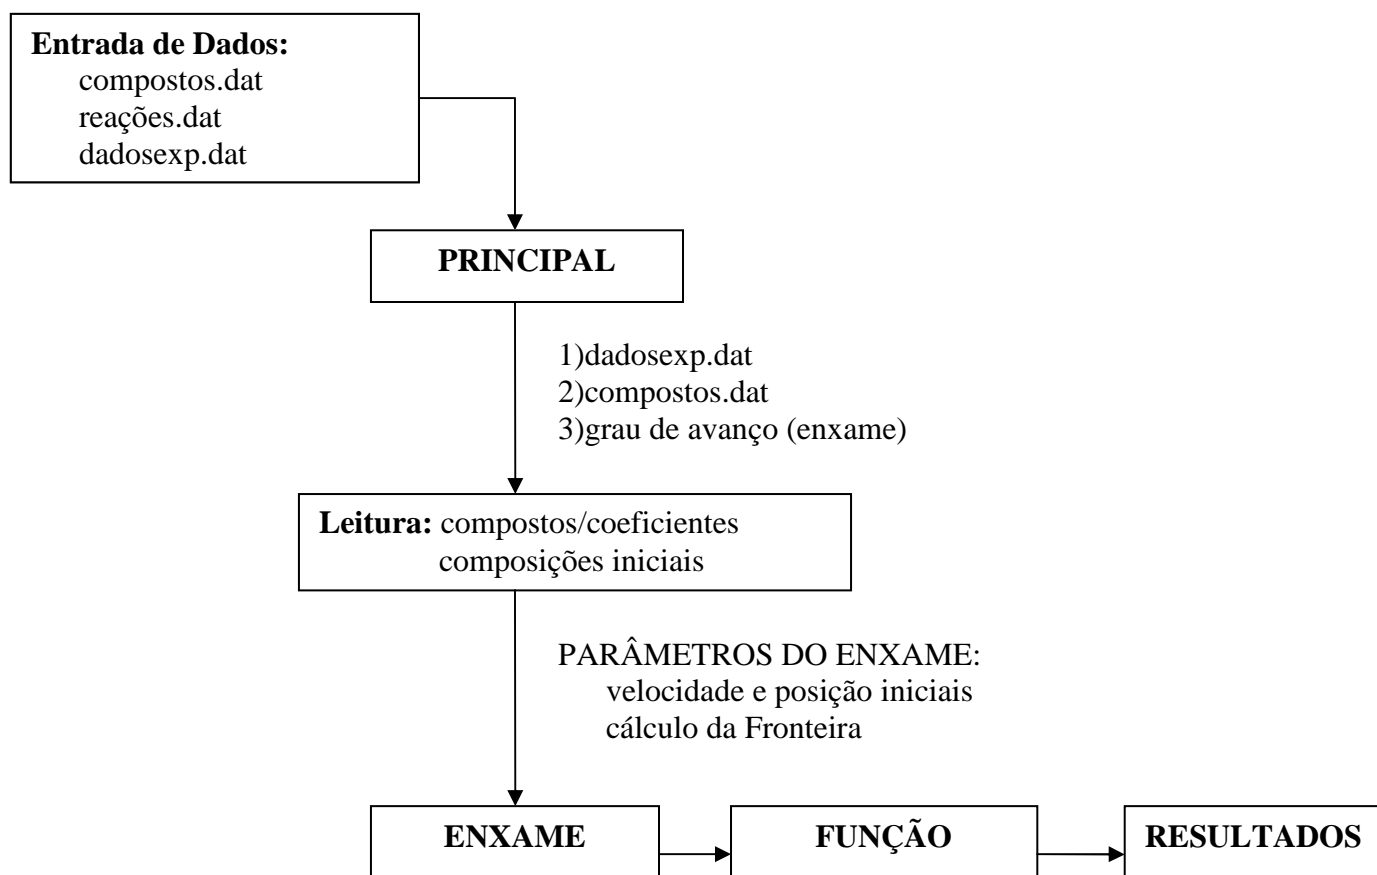 Entrada de Dados:
compostos.dat
reações.dat
dadosexp.dat
PRINCIPAL
1)dadosexp.dat
2)compostos.dat
3)grau de avanço (enxame)
Leitura: compostos/coeficientes
composições iniciais
PARÂMETROS DO ENXAME:
velocidade e posição iniciais
cálculo da Fronteira
ENXAME
FUNÇÃO
RESULTADOS